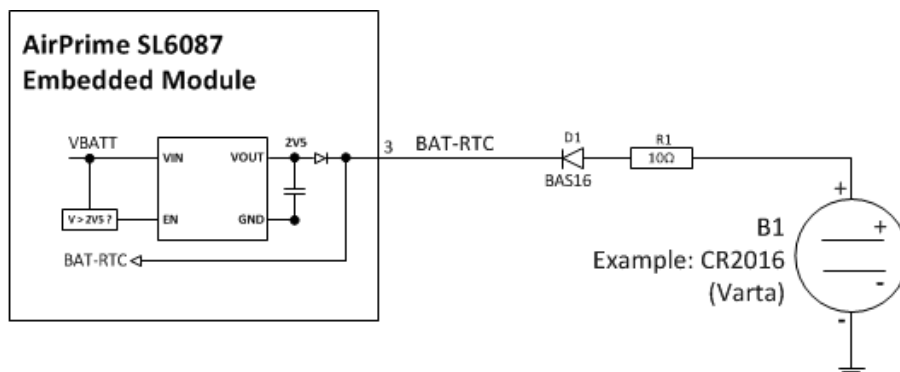 AirPrime SL6087
Embedded Module
VBATT
VIN
VOUT
2V5
3
BAT-RTC
D1
BAS16
R1
10Ω
V > 2V5 ?
EN
GND
BAT-RTC
+
+
-
-
B1
Example: CR2016
(Varta)